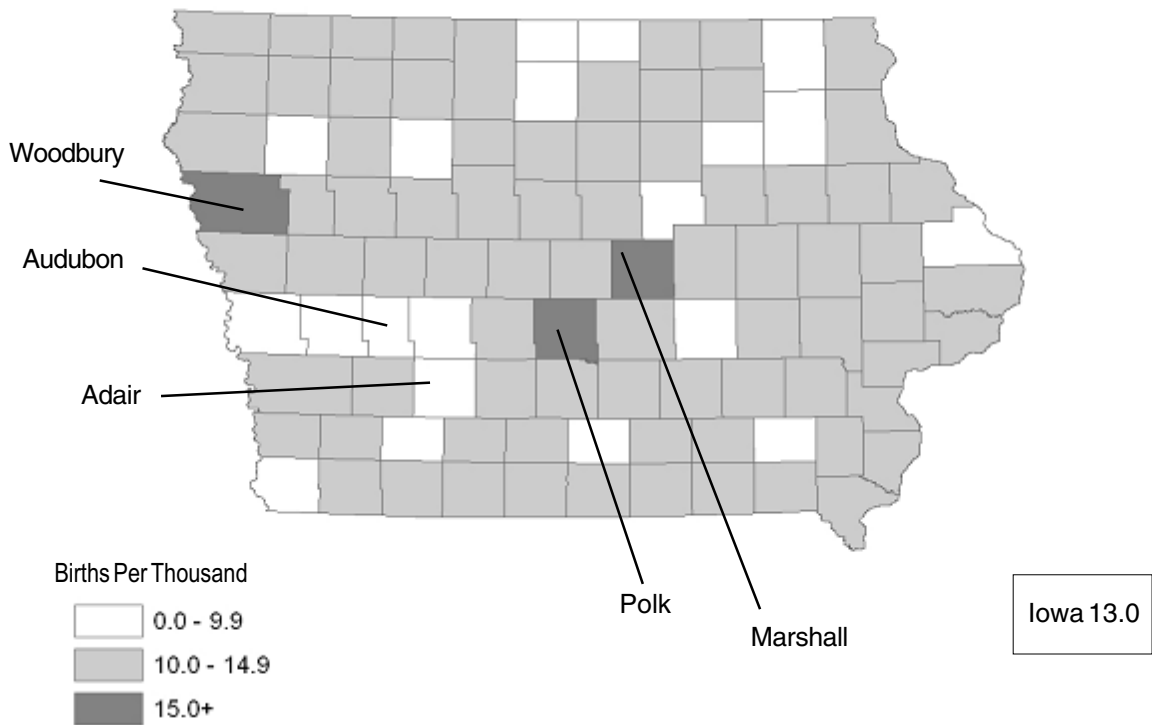 Woodbury
Audubon
Adair
Births Per Thousand
0.0 - 9.9
10.0 - 14.9
15.0+
Polk
Marshall
Iowa 13.0